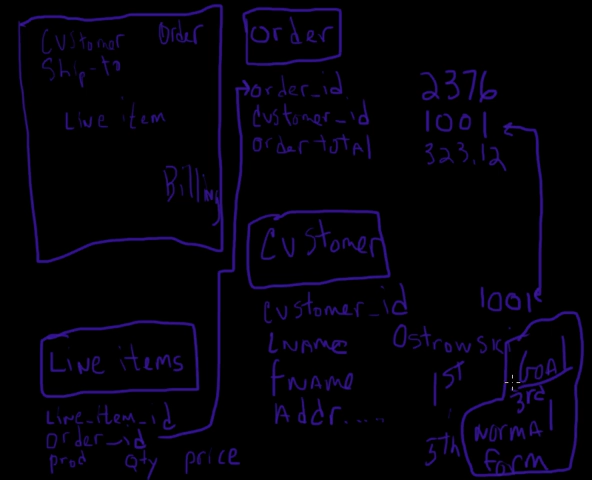 Customer Order
Ship-to
Line item
Billing
Order
order_id 2376
customer_id 1001
order total 323.12
Customer
customer_id 1001
LNAME Ostrowski
FNAME
Addr.....
Line items
Line_item_id
order_id
prod Qty price
1st
5th
Goal
3rd
Normal
form